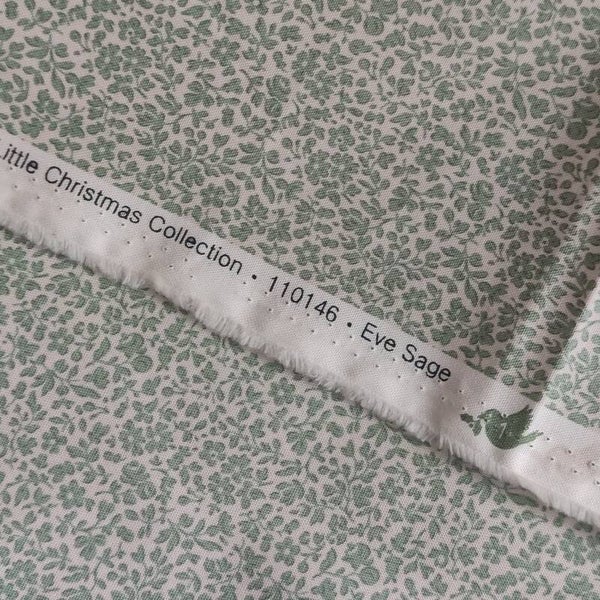 Little Christmas Collection • 110146 • Eve Sage